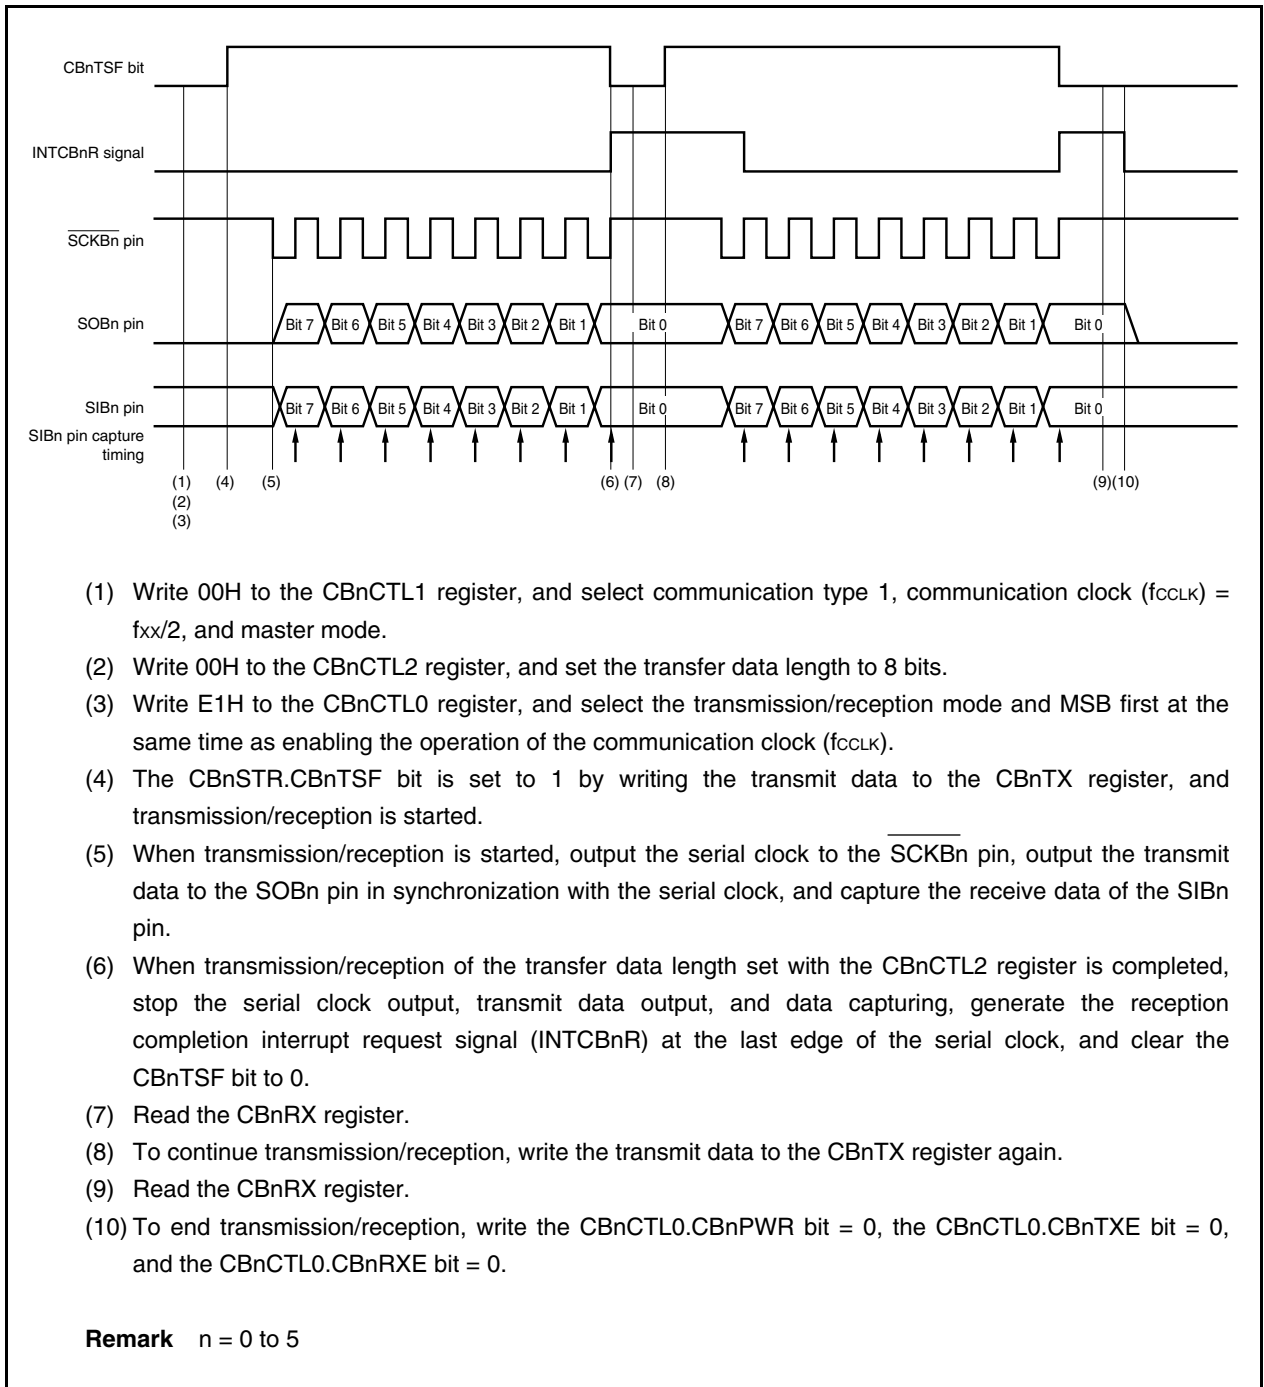 CBnTSF bit
INTCBnR signal
SCKBn pin
SOBn pin
Bit 7 Bit 6 Bit 5 Bit 4 Bit 3 Bit 2 Bit 1 Bit 0 Bit 7 Bit 6 Bit 5 Bit 4 Bit 3 Bit 2 Bit 1 Bit 0
SIBn pin
Bit 7 Bit 6 Bit 5 Bit 4 Bit 3 Bit 2 Bit 1 Bit 0 Bit 7 Bit 6 Bit 5 Bit 4 Bit 3 Bit 2 Bit 1 Bit 0
SIBn pin capture
timing
(1) (4) (5) (6) (7) (8) (9) (10)
(2)
(3)
(1) Write 00H to the CBnCTL1 register, and select communication type 1, communication clock (fCCLK) =
fxx/2, and master mode.
(2) Write 00H to the CBnCTL2 register, and set the transfer data length to 8 bits.
(3) Write E1H to the CBnCTL0 register, and select the transmission/reception mode and MSB first at the
same time as enabling the operation of the communication clock (fCCLK).
(4) The CBnSTR.CBnTSF bit is set to 1 by writing the transmit data to the CBnTX register, and
transmission/reception is started.
(5) When transmission/reception is started, output the serial clock to the SCKBn pin, output the transmit
data to the SOBn pin in synchronization with the serial clock, and capture the receive data of the SIBn
pin.
(6) When transmission/reception of the transfer data length set with the CBnCTL2 register is completed,
stop the serial clock output, transmit data output, and data capturing, generate the reception
completion interrupt request signal (INTCBnR) at the last edge of the serial clock, and clear the
CBnTSF bit to 0.
(7) Read the CBnRX register.
(8) To continue transmission/reception, write the transmit data to the CBnTX register again.
(9) Read the CBnRX register.
(10) To end transmission/reception, write the CBnCTL0.CBnPWR bit = 0, the CBnCTL0.CBnTXE bit = 0,
and the CBnCTL0.CBnRXE bit = 0.
Remark n = 0 to 5